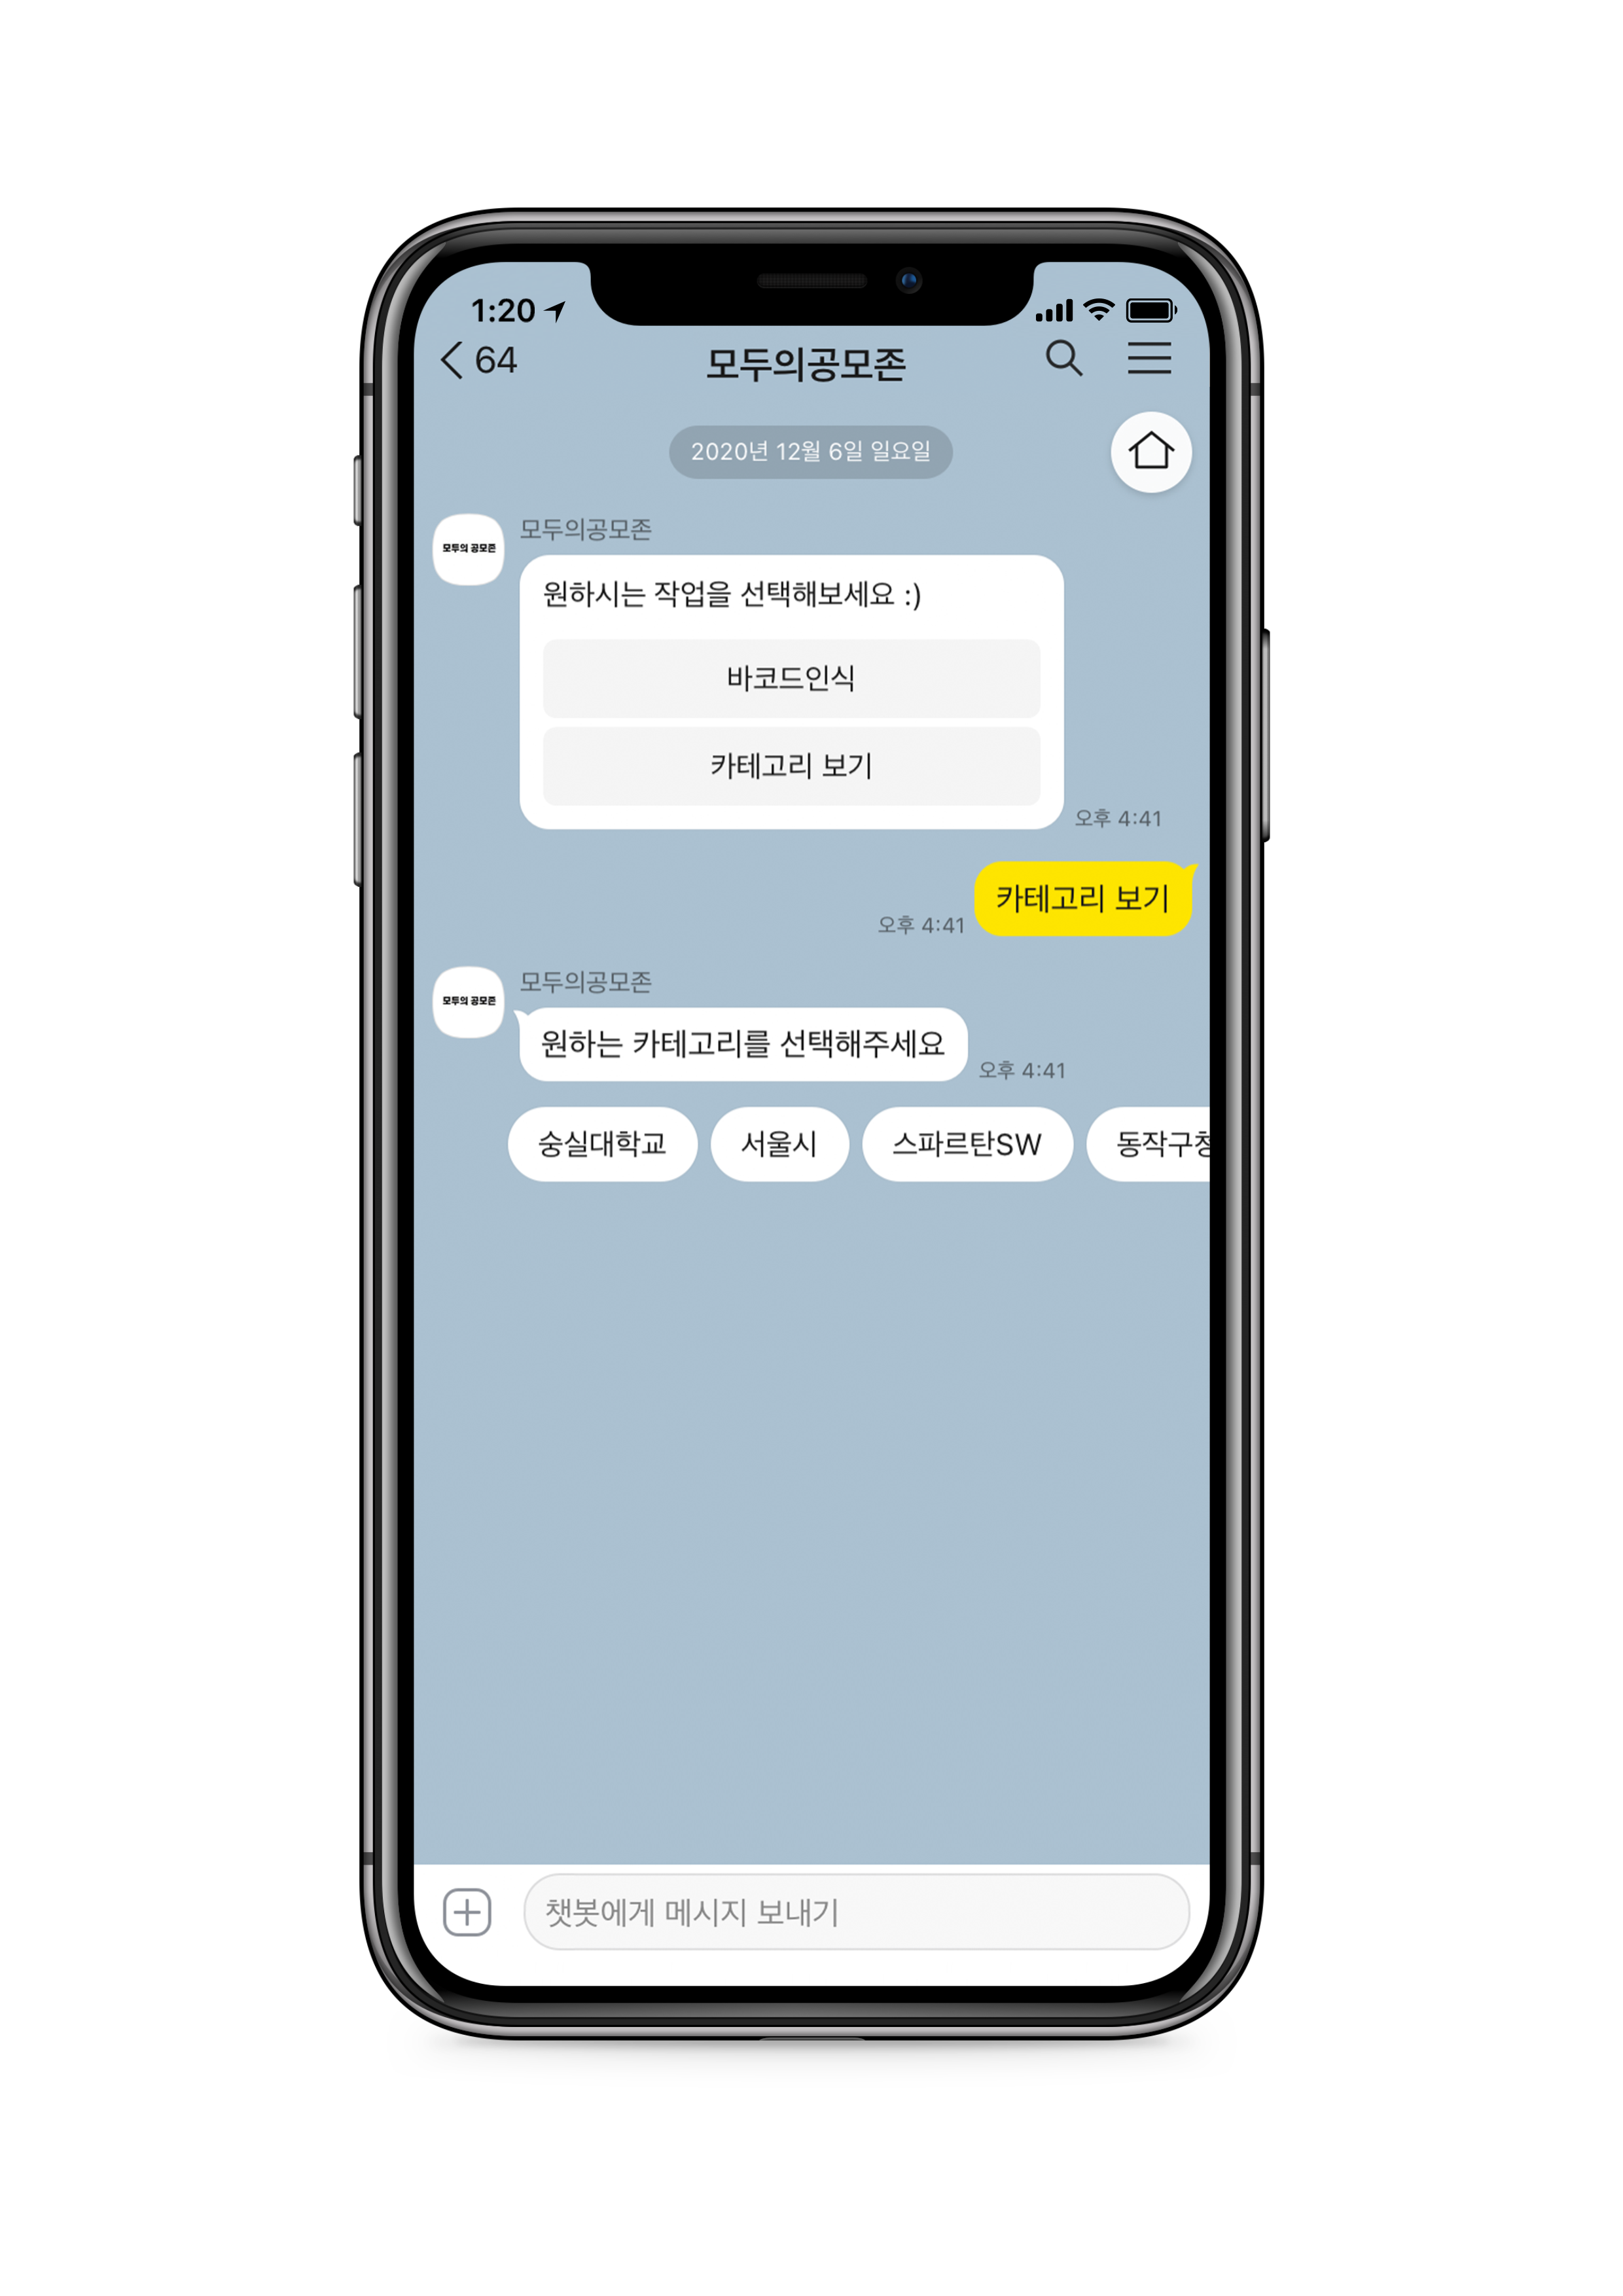 1:20
64
모두의공모존
2020년 12월 6일 일요일
모두의 공모존
모두의공모존
원하시는 작업을 선택해보세요 :)
바코드인식
카테고리 보기
오후 4:41
카테고리 보기
오후 4:41
모두의 공모존
모두의공모존
원하는 카테고리를 선택해주세요
오후 4:41
숭실대학교 서울시 스파르탄SW 동작구청
챗봇에게 메시지 보내기